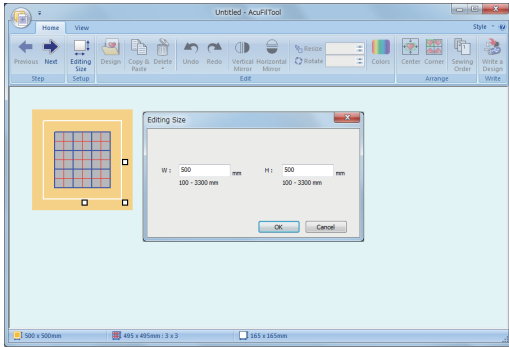 Untitled - AcuFilTool
Home View
Style
Previous Next Editing Size Design Copy & Paste Delete Undo Redo Vertical Mirror Horizontal Mirror Resize Rotate Colors Center Corner Sewing Order Write a Design
Step Setup Edit Arrange Write
Editing Size
W : 500 mm H : 500 mm
100 - 3300 mm 100 - 3300 mm
OK Cancel
500 x 500mm 495 x 495mm : 3 x 3 165 x 165mm